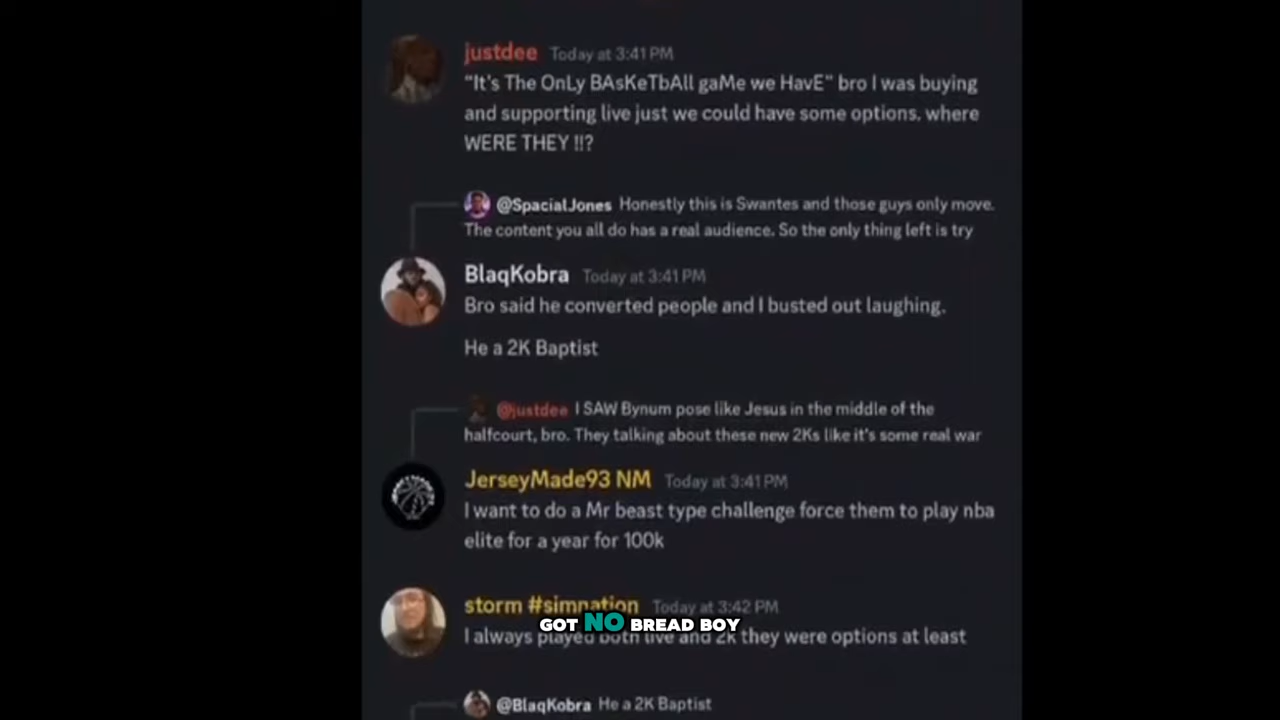 justdee Today at 3:41 PM
"It's The OnLy BAsKeTbAll gaMe we HavE" bro I was buying
and supporting live just we could have some options. where
WERE THEY !!?
@SpacialJones Honestly this is Swantes and those guys only move.
The content you all do has a real audience. So the only thing left is try
BlaqKobra Today at 3:41 PM
Bro said he converted people and I busted out laughing.
He a 2K Baptist
@justdee I SAW Bynum pose like Jesus in the middle of the
halfcourt, bro. They talking about these new 2Ks like it's some real war
JerseyMade93 NM Today at 3:41 PM
I want to do a Mr beast type challenge force them to play nba
elite for a year for 100k
storm #simnation Today at 3:42 PM
GOT NO BREAD BOY
I always played both live and 2k they were options at least
@BlaqKobra He a 2K Baptist